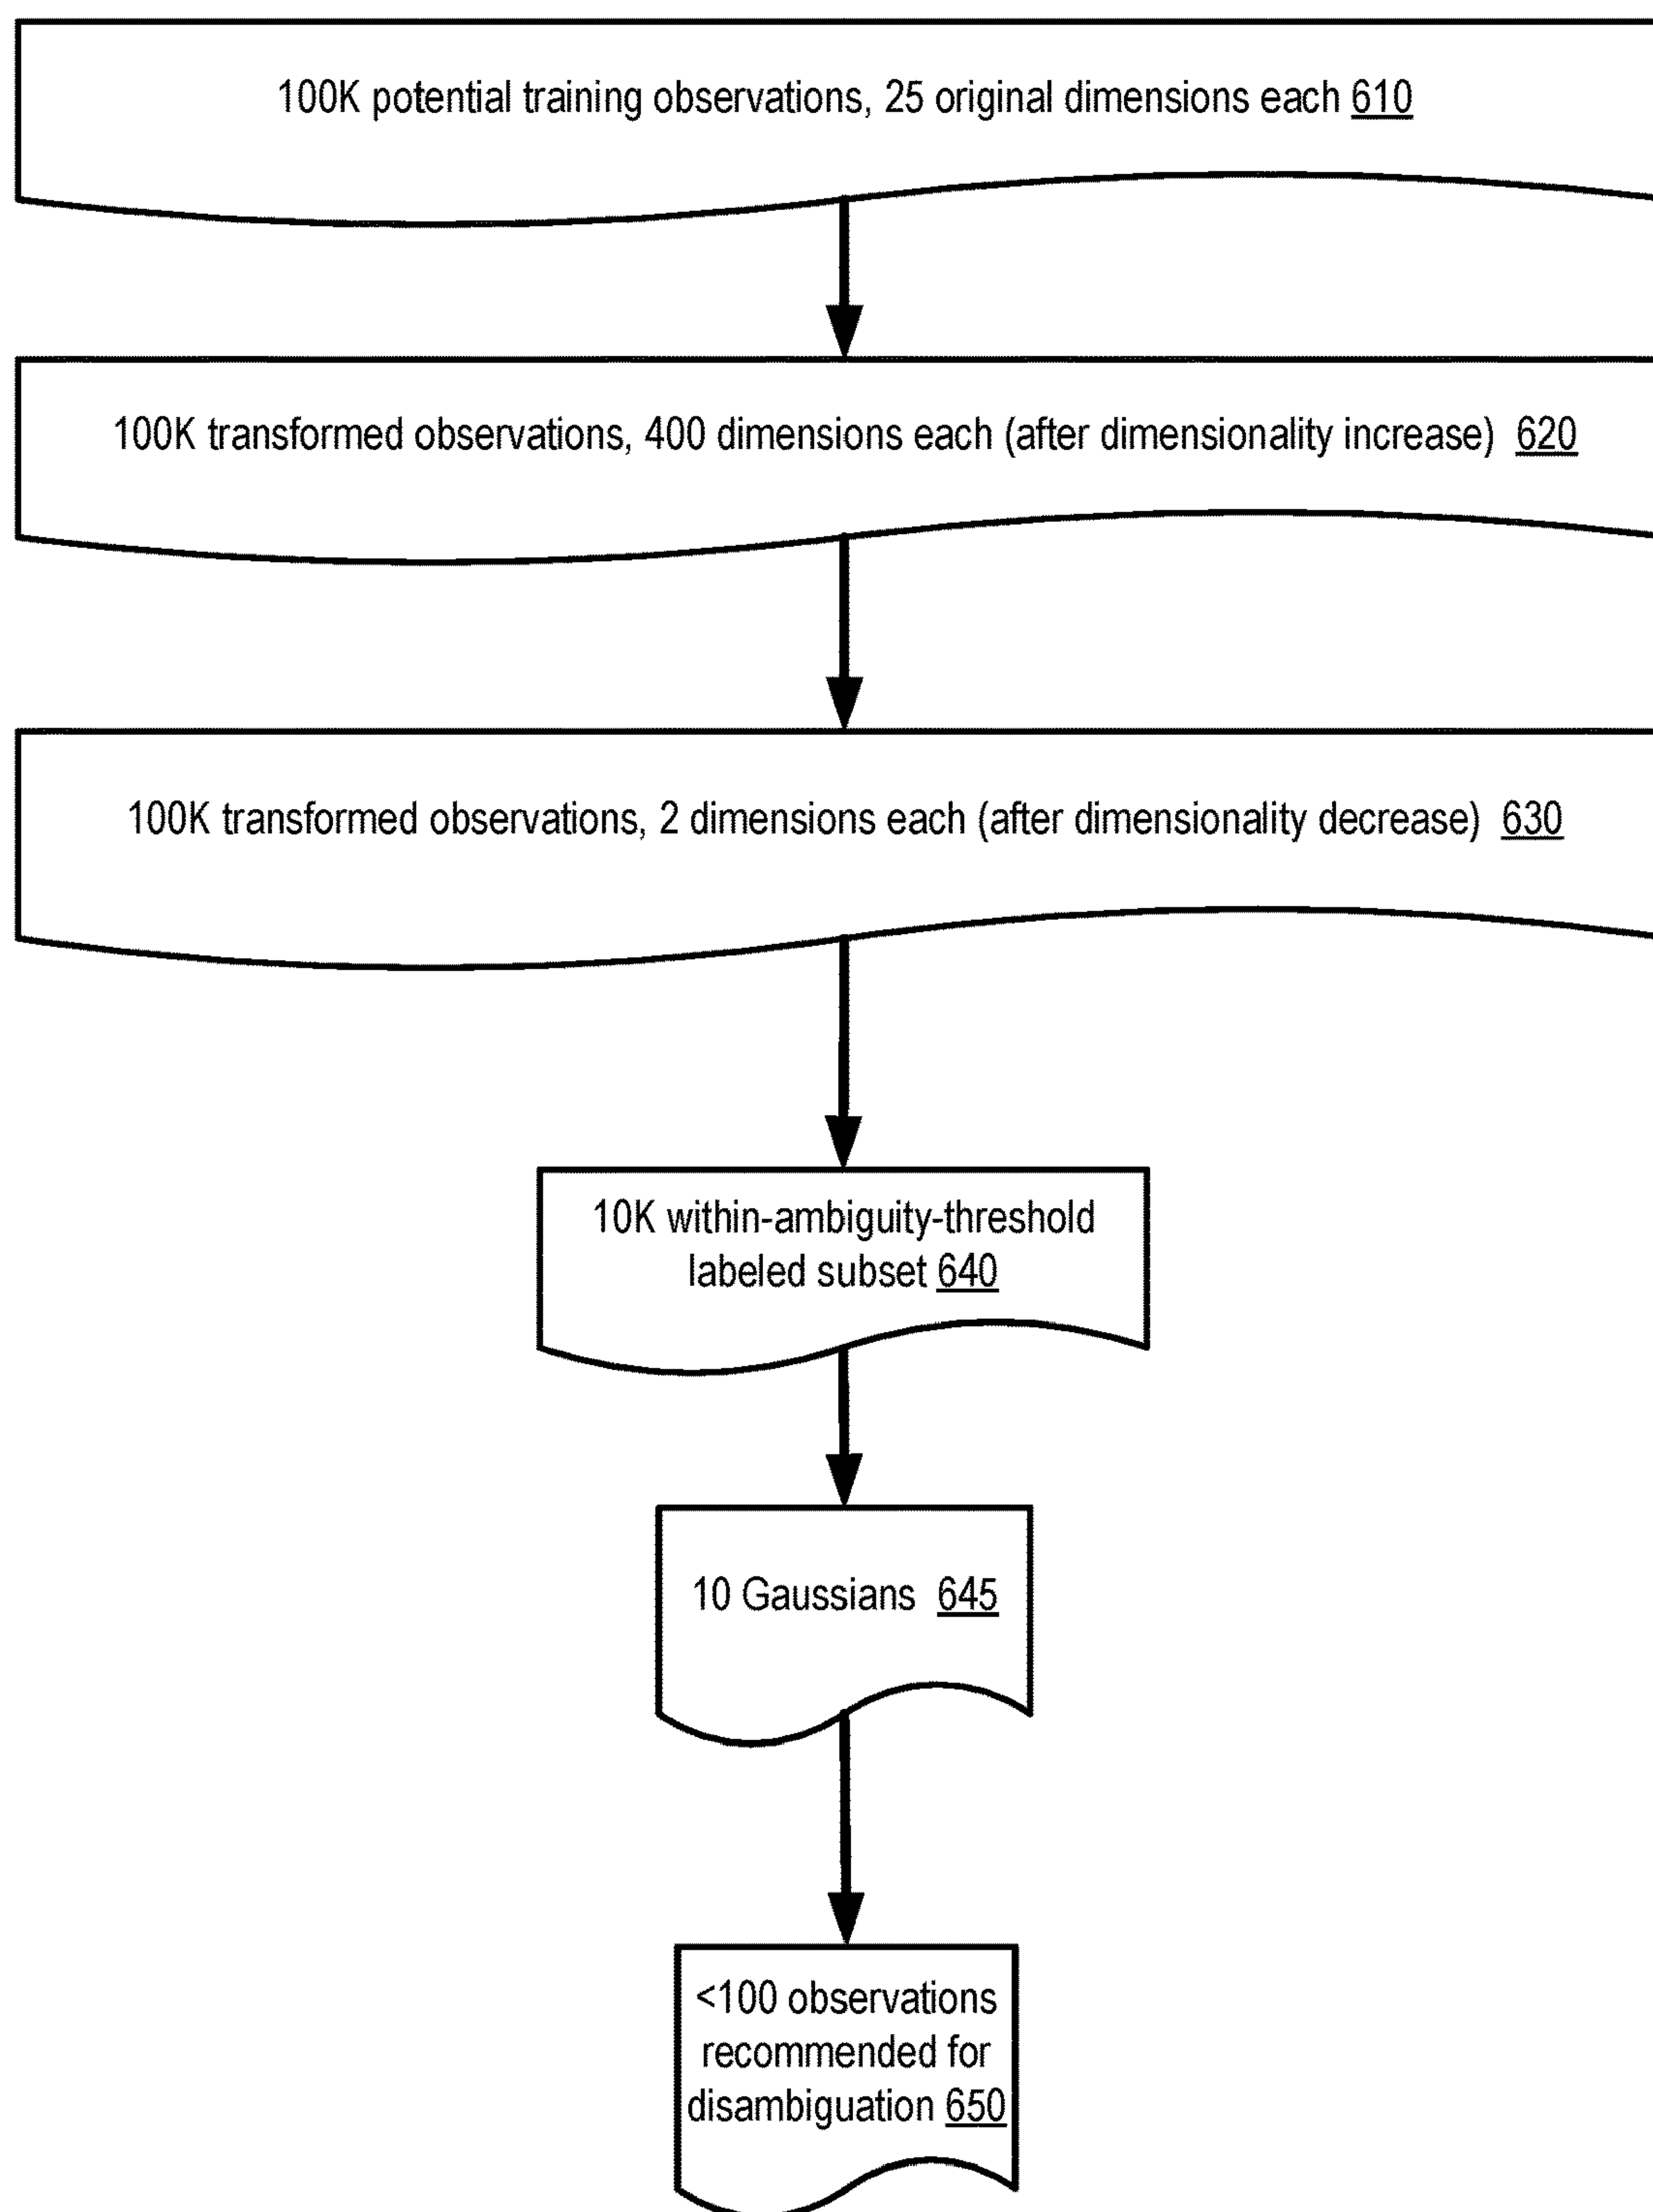 100K potential training observations, 25 original dimensions each 610
100K transformed observations, 400 dimensions each (after dimensionality increase) 620
100K transformed observations, 2 dimensions each (after dimensionality decrease) 630
10K within-ambiguity-threshold
labeled subset 640
10 Gaussians 645
<100 observations
recommended for
disambiguation 650